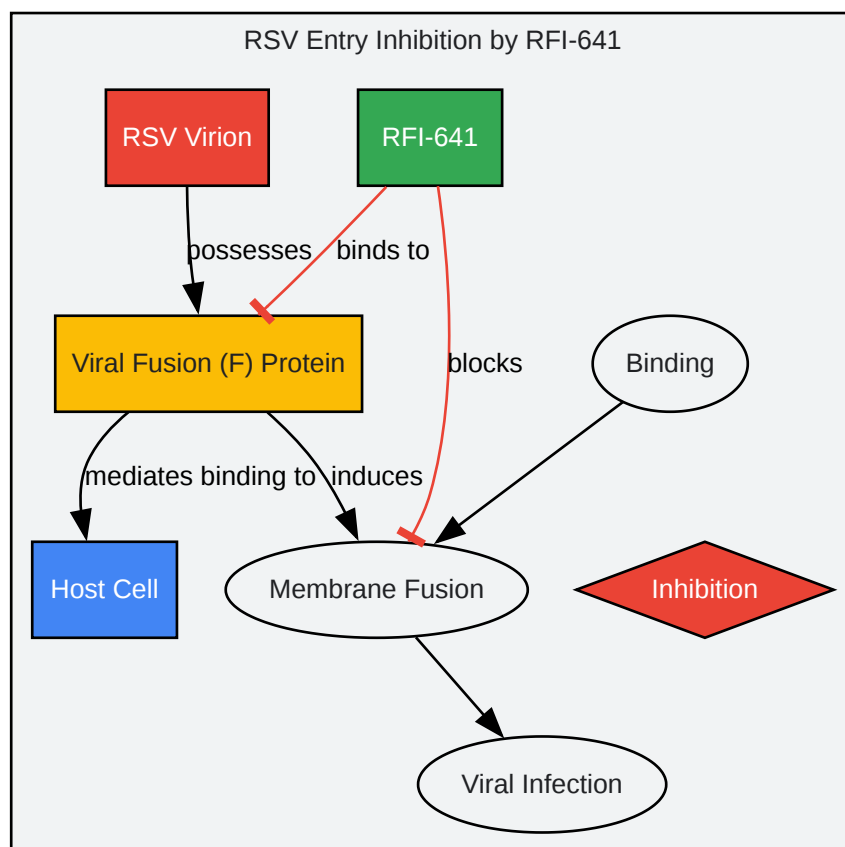 RSV Entry Inhibition by RFI-641
RSV Virion
RFI-641
possesses
binds to
Viral Fusion (F) Protein
blocks
Binding
mediates binding to
induces
Host Cell
Membrane Fusion
Inhibition
Viral Infection